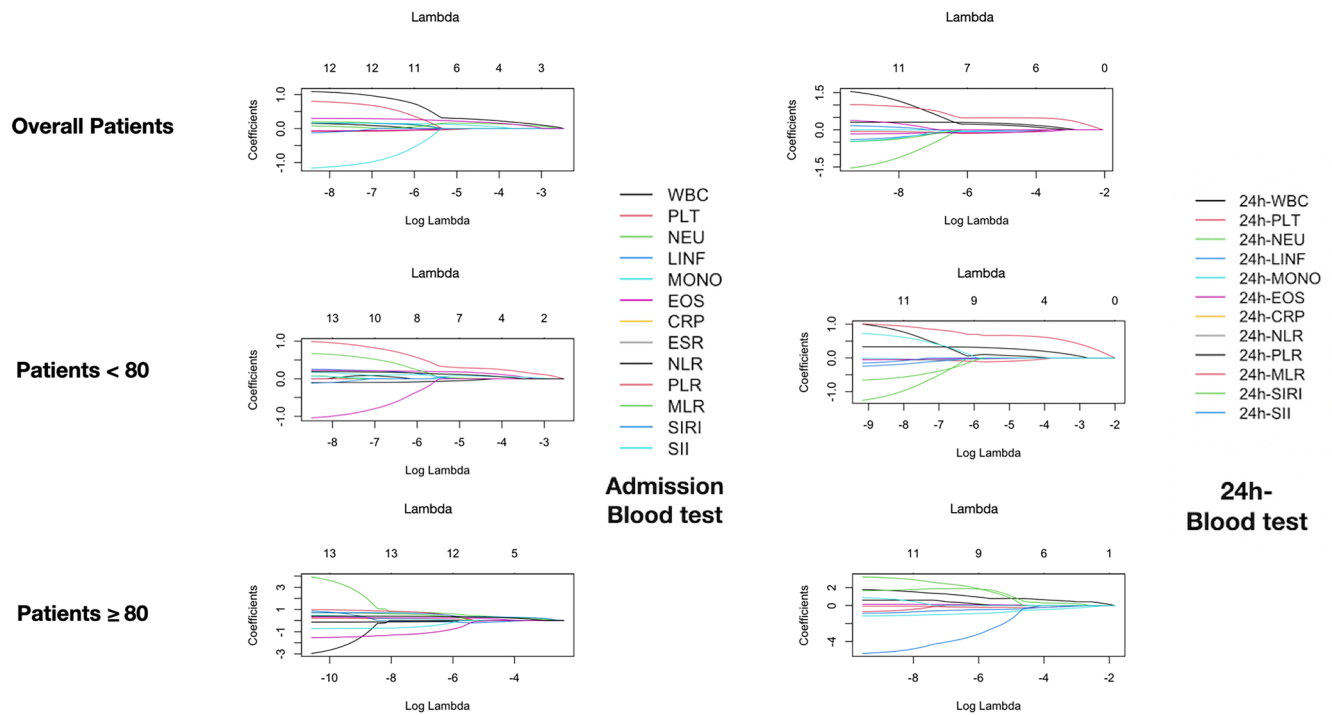 Lambda
12 12 11 6 4 3
Overall Patients
Coefficients
1.0
0.0
-1.0
-8 -7 -6 -5 -4 -3
Log Lambda
Lambda
11 7 6 0
Coefficients
1.5
0.0
-1.5
-8 -6 -4 -2
Log Lambda
Lambda
13 10 8 7 4 2
Patients < 80
Coefficients
1.0
0.0
-1.0
-8 -7 -6 -5 -4 -3
Log Lambda
WBC
PLT
NEU
LINF
MONO
EOS
CRP
ESR
NLR
PLR
MLR
SIRI
SII
Admission
Blood test
Lambda
11 9 4 0
Coefficients
1.0
0.0
-1.0
-9 -8 -7 -6 -5 -4 -3 -2
Log Lambda
24h-WBC
24h-PLT
24h-NEU
24h-LINF
24h-MONO
24h-EOS
24h-CRP
24h-NLR
24h-PLR
24h-MLR
24h-SIRI
24h-SII
24h-
Blood test
Lambda
13 13 12 5
Patients ≥ 80
Coefficients
3
1
-1
-3
-10 -8 -6 -4
Log Lambda
Lambda
11 9 6 1
Coefficients
2
0
-4
-8 -6 -4 -2
Log Lambda